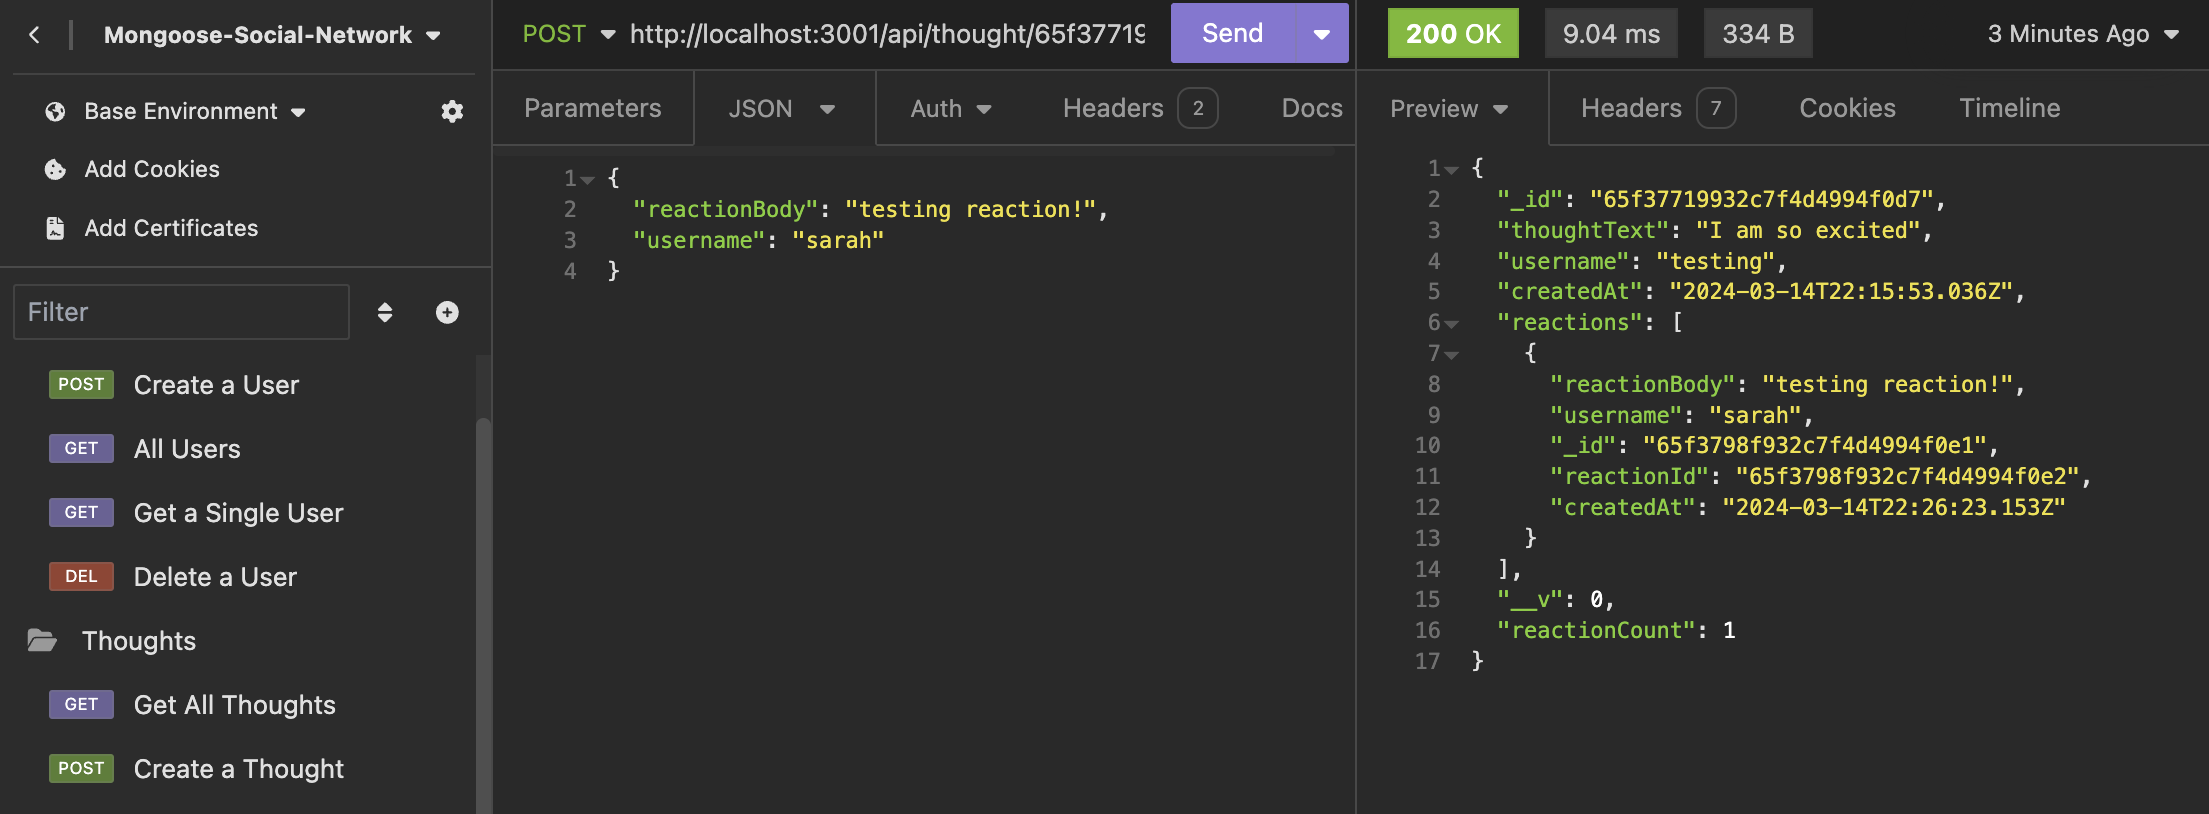 Mongoose-Social-Network
Base Environment
Add Cookies
Add Certificates
Filter
POST Create a User
GET All Users
GET Get a Single User
DEL Delete a User
Thoughts
GET Get All Thoughts
POST Create a Thought
POST http://localhost:3001/api/thought/65f37719 Send
Parameters JSON Auth Headers 2 Docs
1 {
2 "reactionBody": "testing reaction!",
3 "username": "sarah"
4 }
200 OK 9.04 ms 334 B 3 Minutes Ago
Preview Headers 7 Cookies Timeline
1 {
2 "_id": "65f37719932c7f4d4994f0d7",
3 "thoughtText": "I am so excited",
4 "username": "testing",
5 "createdAt": "2024-03-14T22:15:53.036Z",
6 "reactions": [
7 {
8 "reactionBody": "testing reaction!",
9 "username": "sarah",
10 "_id": "65f3798f932c7f4d4994f0e1",
11 "reactionId": "65f3798f932c7f4d4994f0e2",
12 "createdAt": "2024-03-14T22:26:23.153Z"
13 }
14 ],
15 "__v": 0,
16 "reactionCount": 1
17 }